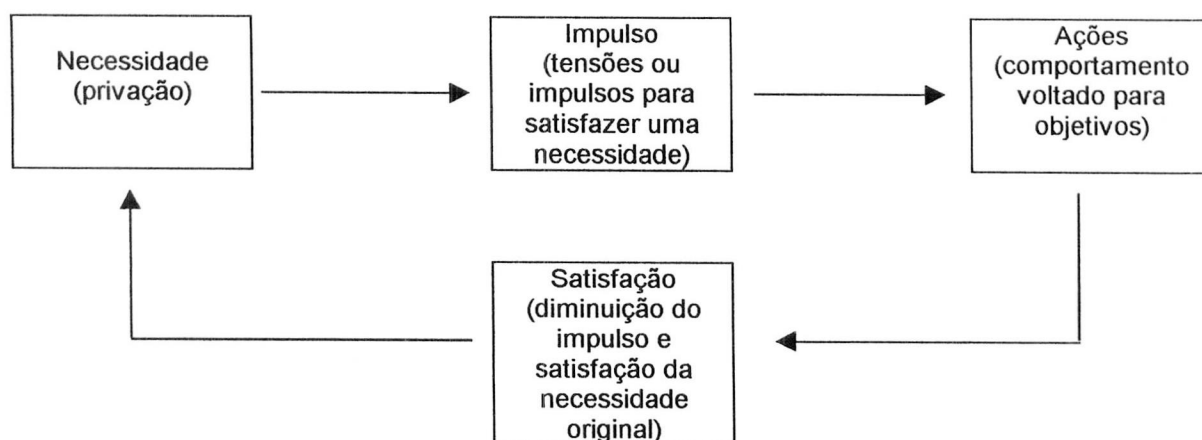 Necessidade
(privação)
Impulso
(tensões ou
impulsos para
satisfazer uma
necessidade)
Ações
(comportamento
voltado para
objetivos)
Satisfação
(diminuição do
impulso e
satisfação da
necessidade
original)